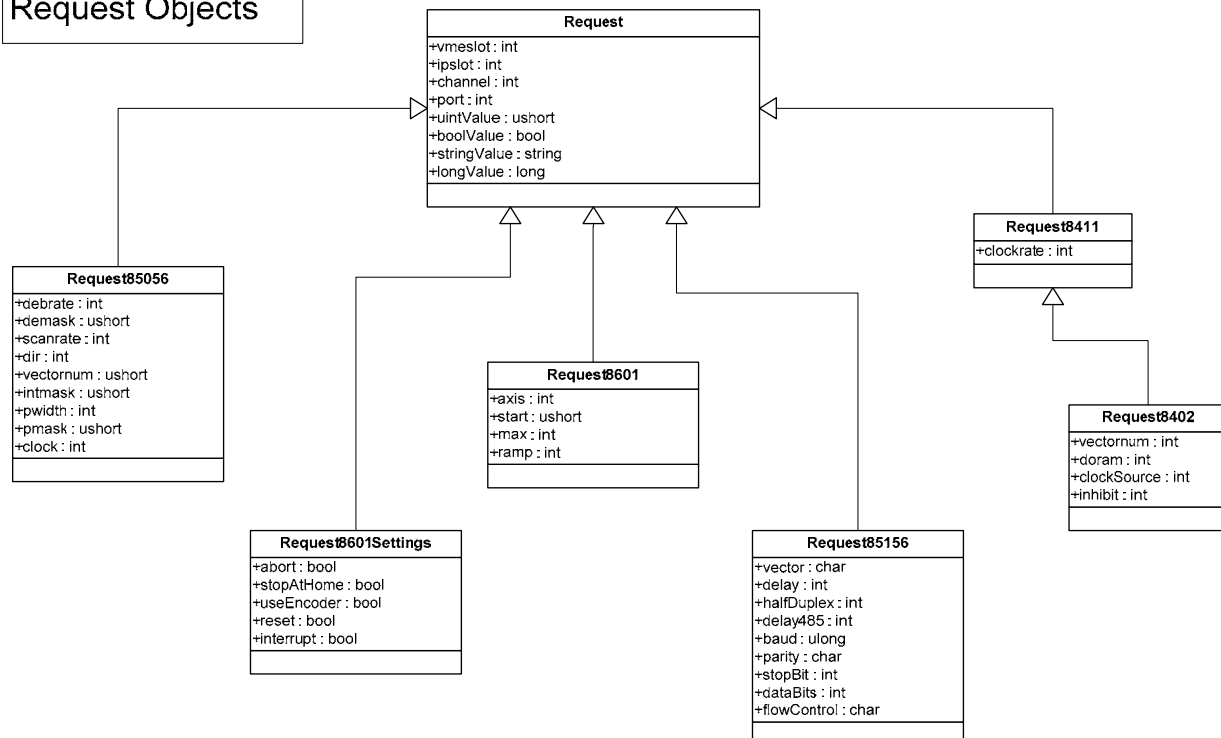 Request Objects
Request
+vmeslot : int
+ipslot : int
+channel : int
+port : int
+uintValue : ushort
+boolValue : bool
+stringValue : string
+longValue : long
Request8411
+clockrate : int
Request85056
+debrate : int
+demask : ushort
+scanrate : int
+dir : int
+vectornum : ushort
+intmask : ushort
+pwidth : int
+pmask : ushort
+clock : int
Request8601
+axis : int
+start : ushort
+max : int
+ramp : int
Request8402
+vectornum : int
+doram : int
+clockSource : int
+inhibit : int
Request8601Settings
+abort : bool
+stopAtHome : bool
+useEncoder : bool
+reset : bool
+interrupt : bool
Request85156
+vector : char
+delay : int
+halfDuplex : int
+delay485 : int
+baud : ulong
+parity : char
+stopBit : int
+dataBits : int
+flowControl : char